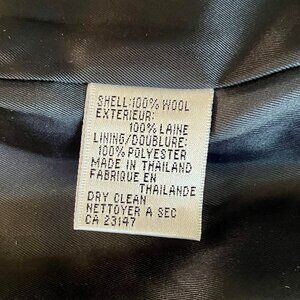 SHELL:100% WOOL
EXTERIEUR:
100% LAINE
LINING/DOUBLURE:
100% POLYESTER
MADE IN THAILAND
FABRIQUE EN
THAILANDE
DRY CLEAN
NETTOYER A SEC
CA 23147